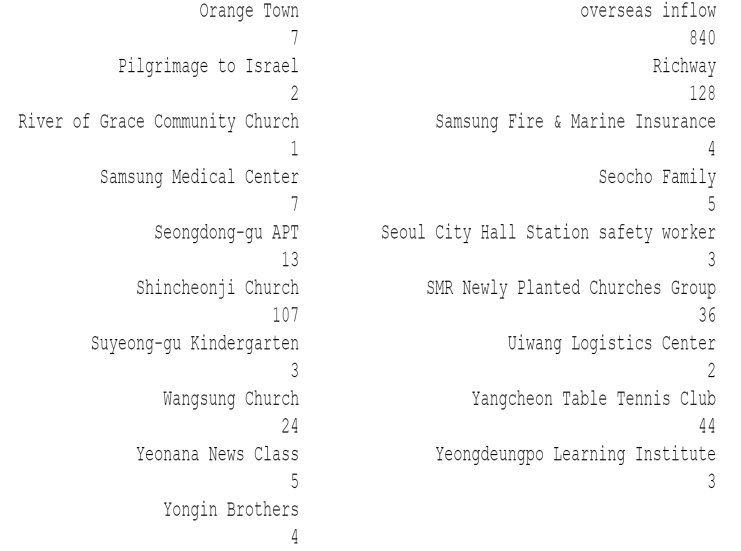 Orange Town overseas inflow
7 840
Pilgrimage to Israel Richway
2 128
River of Grace Community Church Samsung Fire & Marine Insurance
1 4
Samsung Medical Center Seocho Family
7 5
Seongdong-gu APT Seoul City Hall Station safety worker
13 3
Shincheonji Church SMR Newly Planted Churches Group
107 36
Suyeong-gu Kindergarten Uiwang Logistics Center
3 2
Wangsung Church Yangcheon Table Tennis Club
24 44
Yeonana News Class Yeongdeungpo Learning Institute
5 3
Yongin Brothers
4